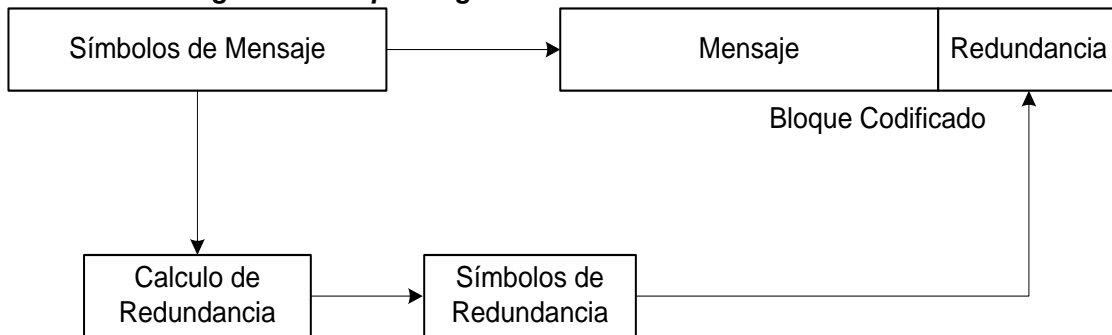 Símbolos de Mensaje
Mensaje
Redundancia
Bloque Codificado
Calculo de
Redundancia
Símbolos de
Redundancia